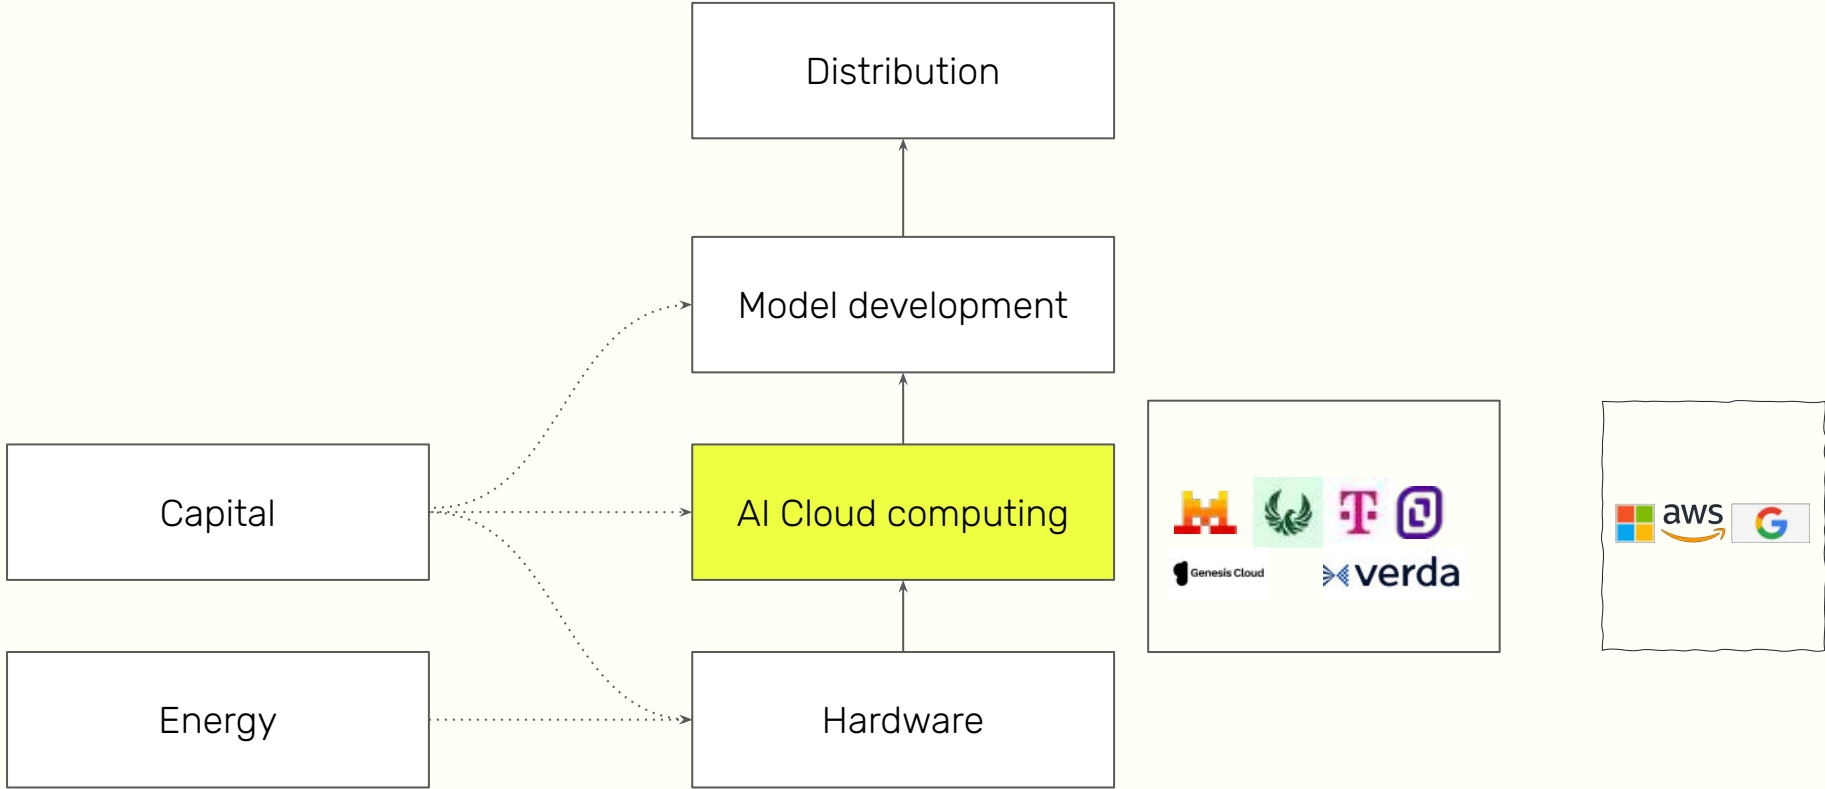 Distribution
Model development
Capital
AI Cloud computing
aws
Genesis Cloud
verda
Energy
Hardware